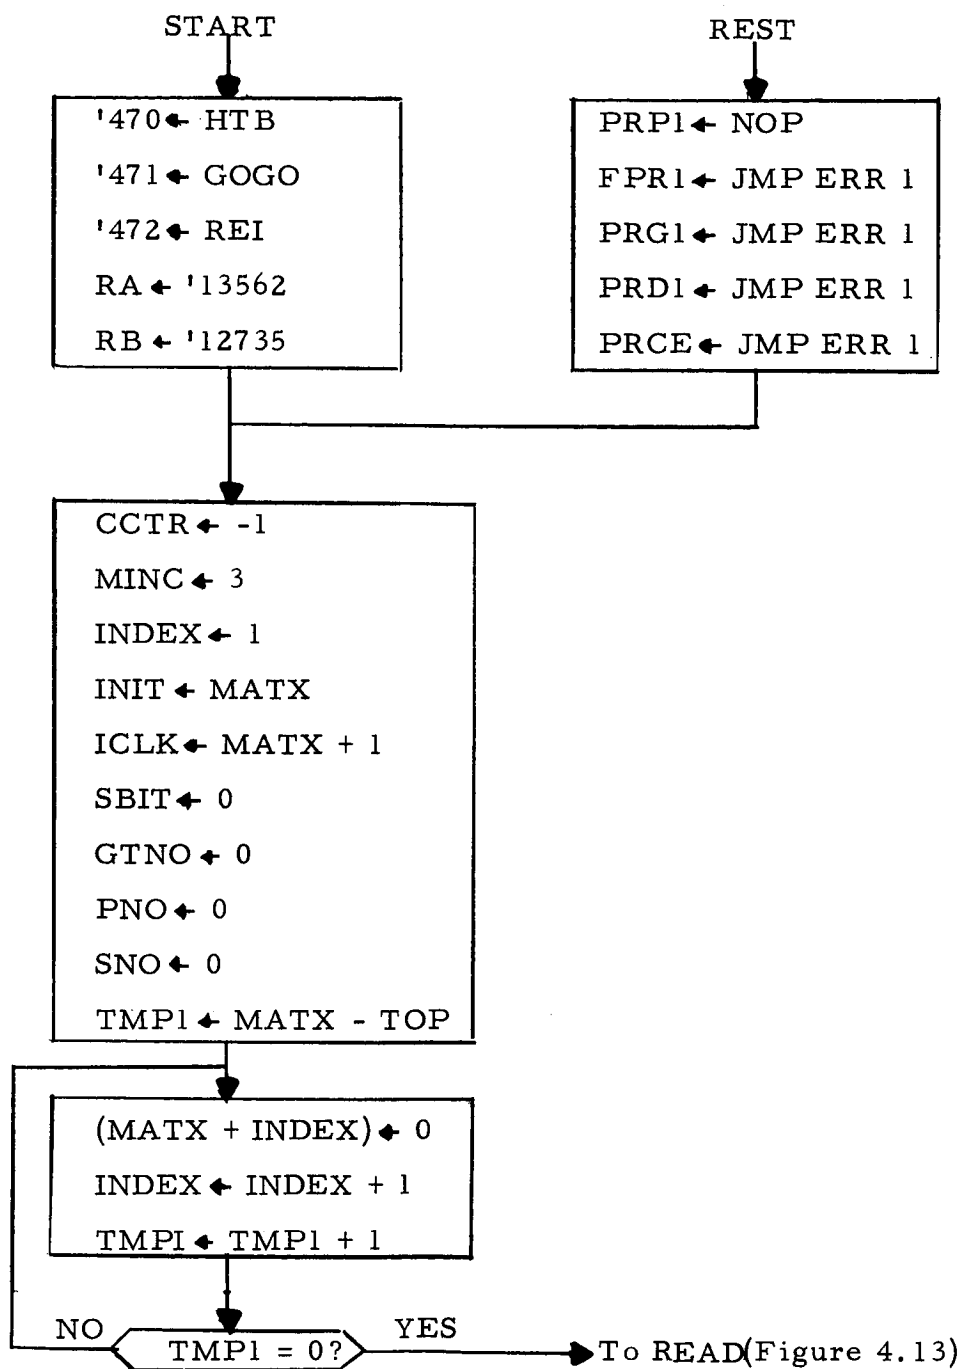 START
'470← HTB
'471← GOGO
'472← REI
RA ← '13562
RB ← '12735
REST
PRP1← NOP
FPR1← JMP ERR 1
PRG1← JMP ERR 1
PRD1← JMP ERR 1
PRCE← JMP ERR 1
CCTR← -1
MINC← 3
INDEX← 1
INIT ← MATX
ICLK← MATX + 1
SBIT← 0
GTNO← 0
PNO← 0
SNO← 0
TMP1← MATX - TOP
(MATX + INDEX)← 0
INDEX← INDEX + 1
TMPI← TMP1 + 1
NO
TMP1 = 0?
YES
To READ(Figure 4.13)